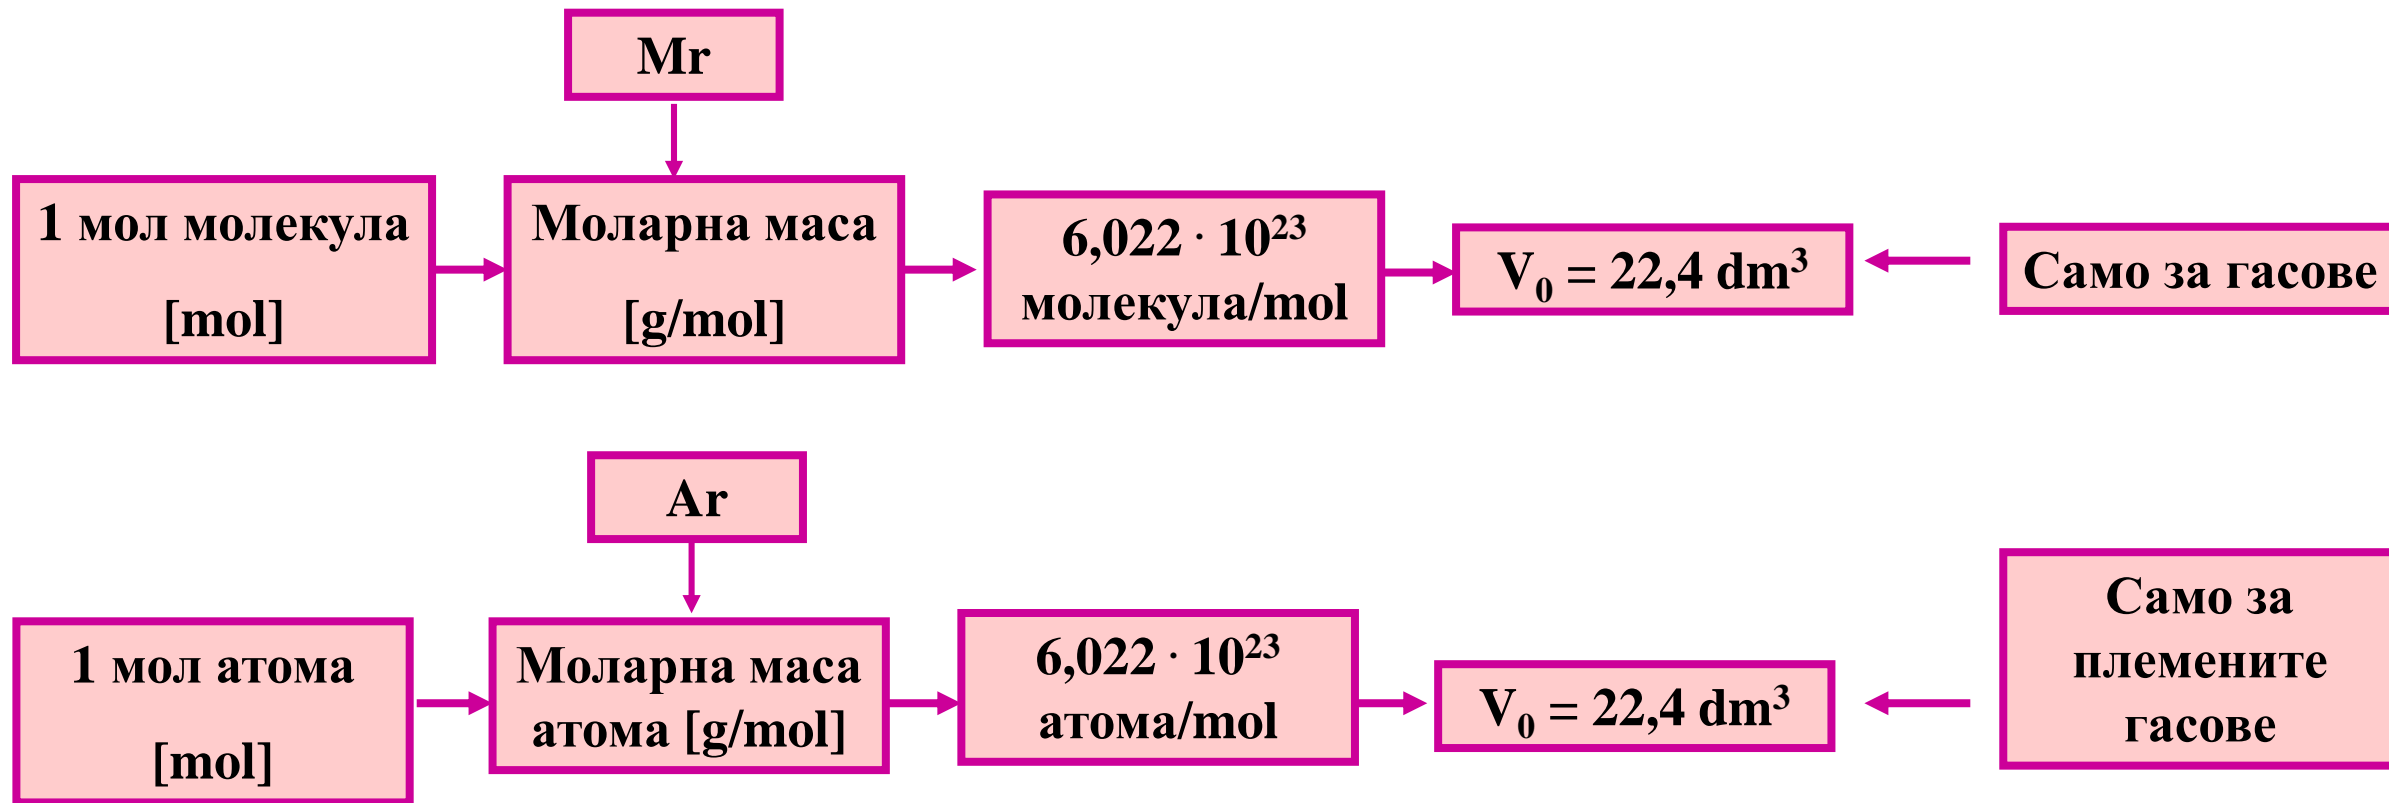 Mr
1 мол молекула
[mol]
Моларна маса
[g/mol]
6,022 · 10²³
молекула/mol
V₀ = 22,4 dm³
Само за гасове
Ar
1 мол атома
[mol]
Моларна маса
атома [g/mol]
6,022 · 10²³
атома/mol
V₀ = 22,4 dm³
Само за
племените
гасове